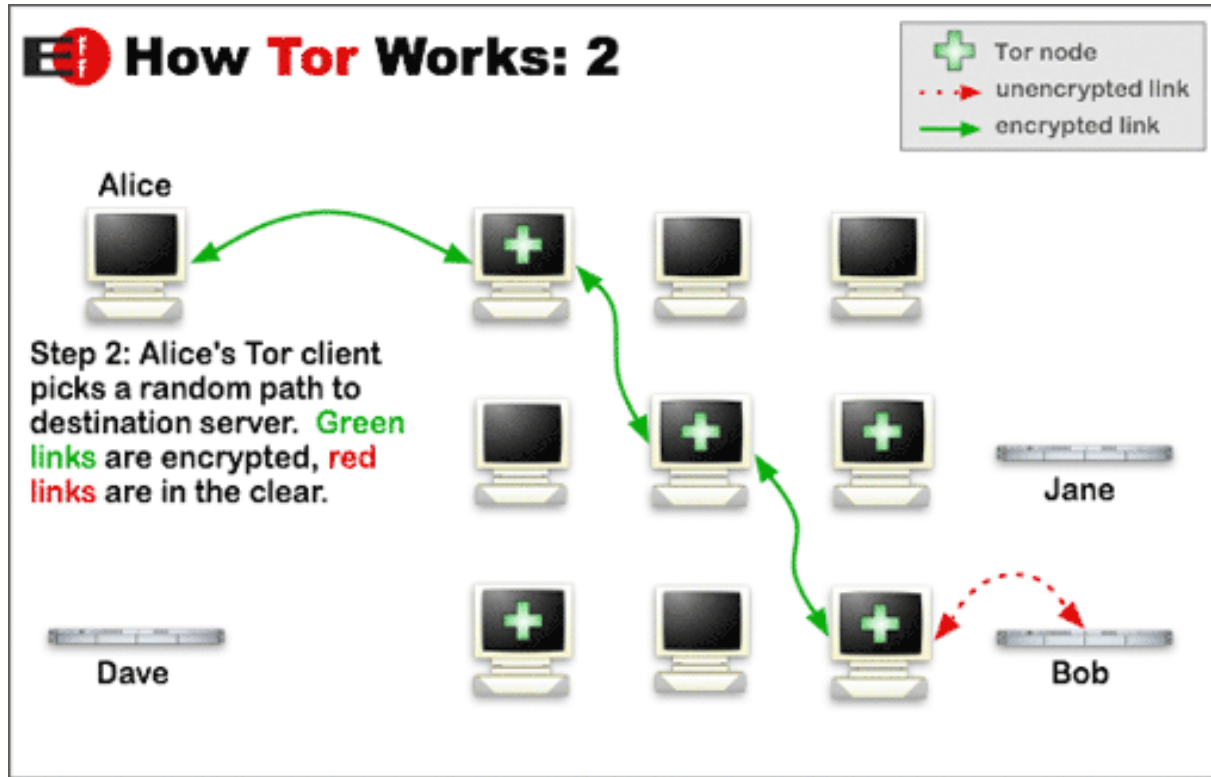 EFF How Tor Works: 2
Tor node
unencrypted link
encrypted link
Alice
Step 2: Alice's Tor client
picks a random path to
destination server. Green
links are encrypted, red
links are in the clear.
Jane
Dave
Bob